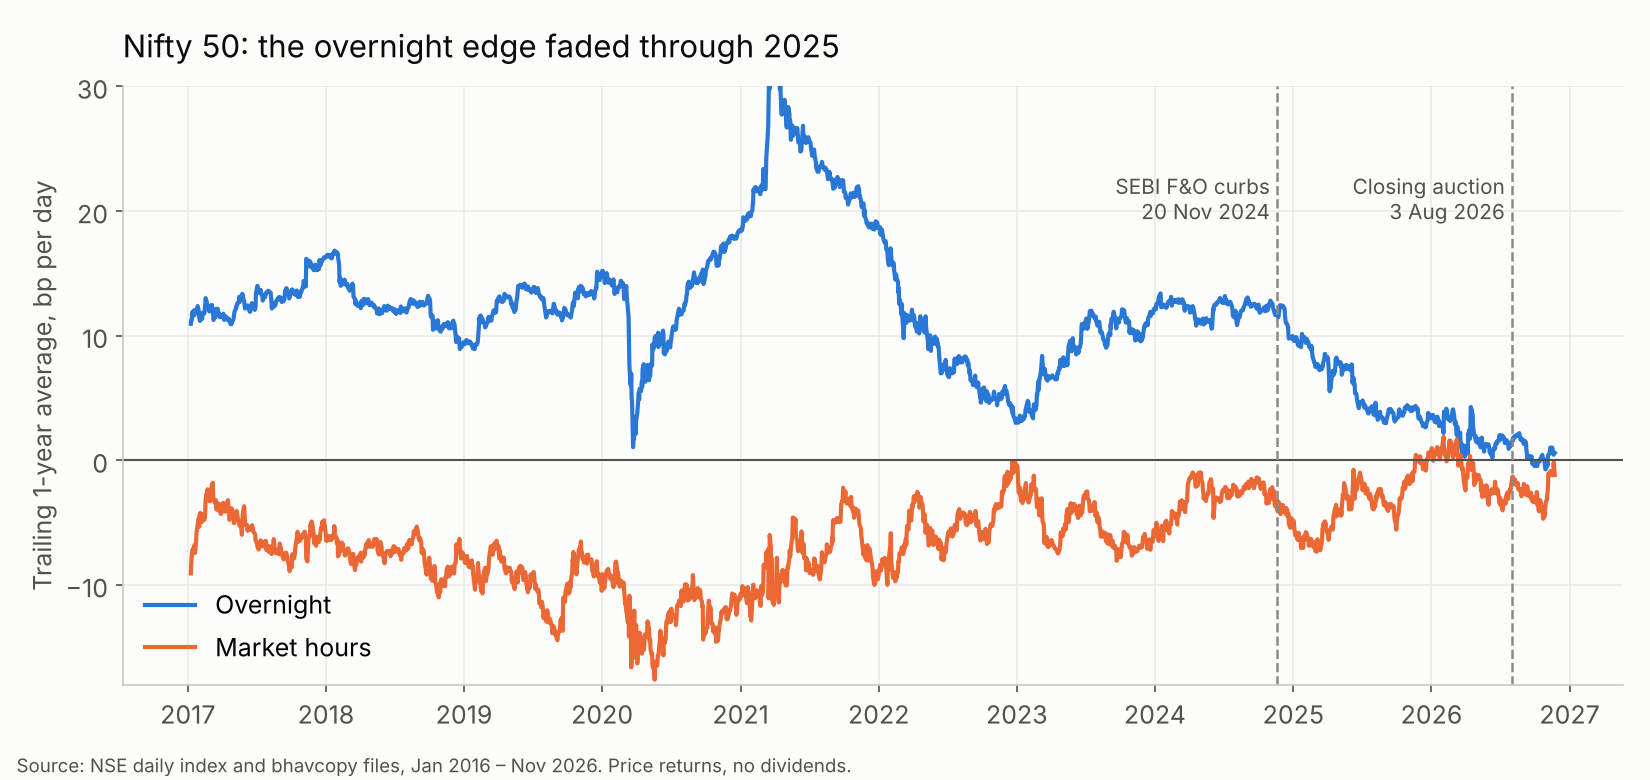 Nifty 50: the overnight edge faded through 2025
Trailing 1-year average, bp per day
30
20
10
0
−10
SEBI F&O curbs
20 Nov 2024
Closing auction
3 Aug 2026
Overnight
Market hours
2017 2018 2019 2020 2021 2022 2023 2024 2025 2026 2027
Source: NSE daily index and bhavcopy files, Jan 2016 – Nov 2026. Price returns, no dividends.